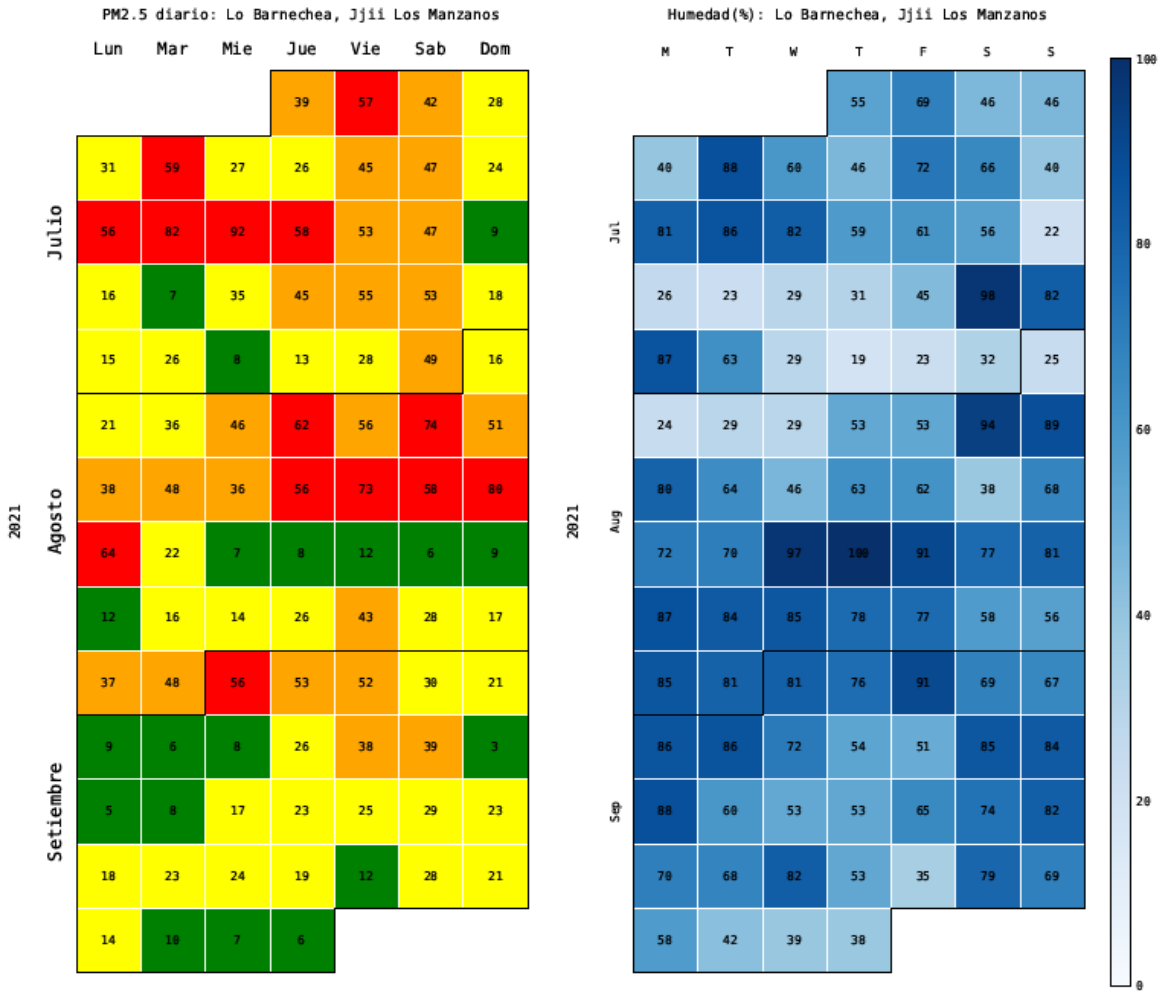 PM2.5 diario: Lo Barnechea, Jjii Los Manzanos
Lun Mar Mie Jue Vie Sab Dom
39 57 42 28
31 59 27 26 45 47 24
56 82 92 58 53 47 9
16 7 35 45 55 53 18
15 26 8 13 28 49 16
21 36 46 62 56 74 51
38 48 36 56 73 58 80
64 22 7 8 12 6 9
12 16 14 26 43 28 17
37 48 56 53 52 30 21
9 6 8 26 38 39 3
5 8 17 23 25 29 23
18 23 24 19 12 28 21
14 10 7 6
Julio
Agosto
Setiembre
2021
Humedad(%): Lo Barnechea, Jjii Los Manzanos
M T W T F S S
55 69 46 46
40 88 60 46 72 66 40
81 86 82 59 61 56 22
26 23 29 31 45 98 82
87 63 29 19 23 32 25
24 29 29 53 53 94 89
80 64 46 63 62 38 68
72 70 97 100 91 77 81
87 84 85 78 77 58 56
85 81 81 76 91 69 67
86 86 72 54 51 85 84
88 60 53 53 65 74 82
70 68 82 53 35 79 69
58 42 39 38
Jul
Aug
Sep
2021
100
80
60
40
20
0